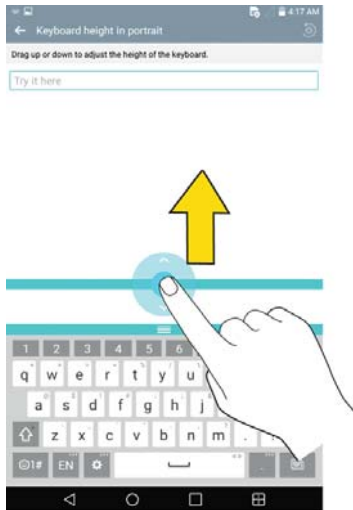 4:17 AM
Keyboard height in portrait
Drag up or down to adjust the height of the keyboard.
Try it here
1 2 3 4 5 6
q w e r t y u
a s d f g h j
z x c v b n m .
1# EN .